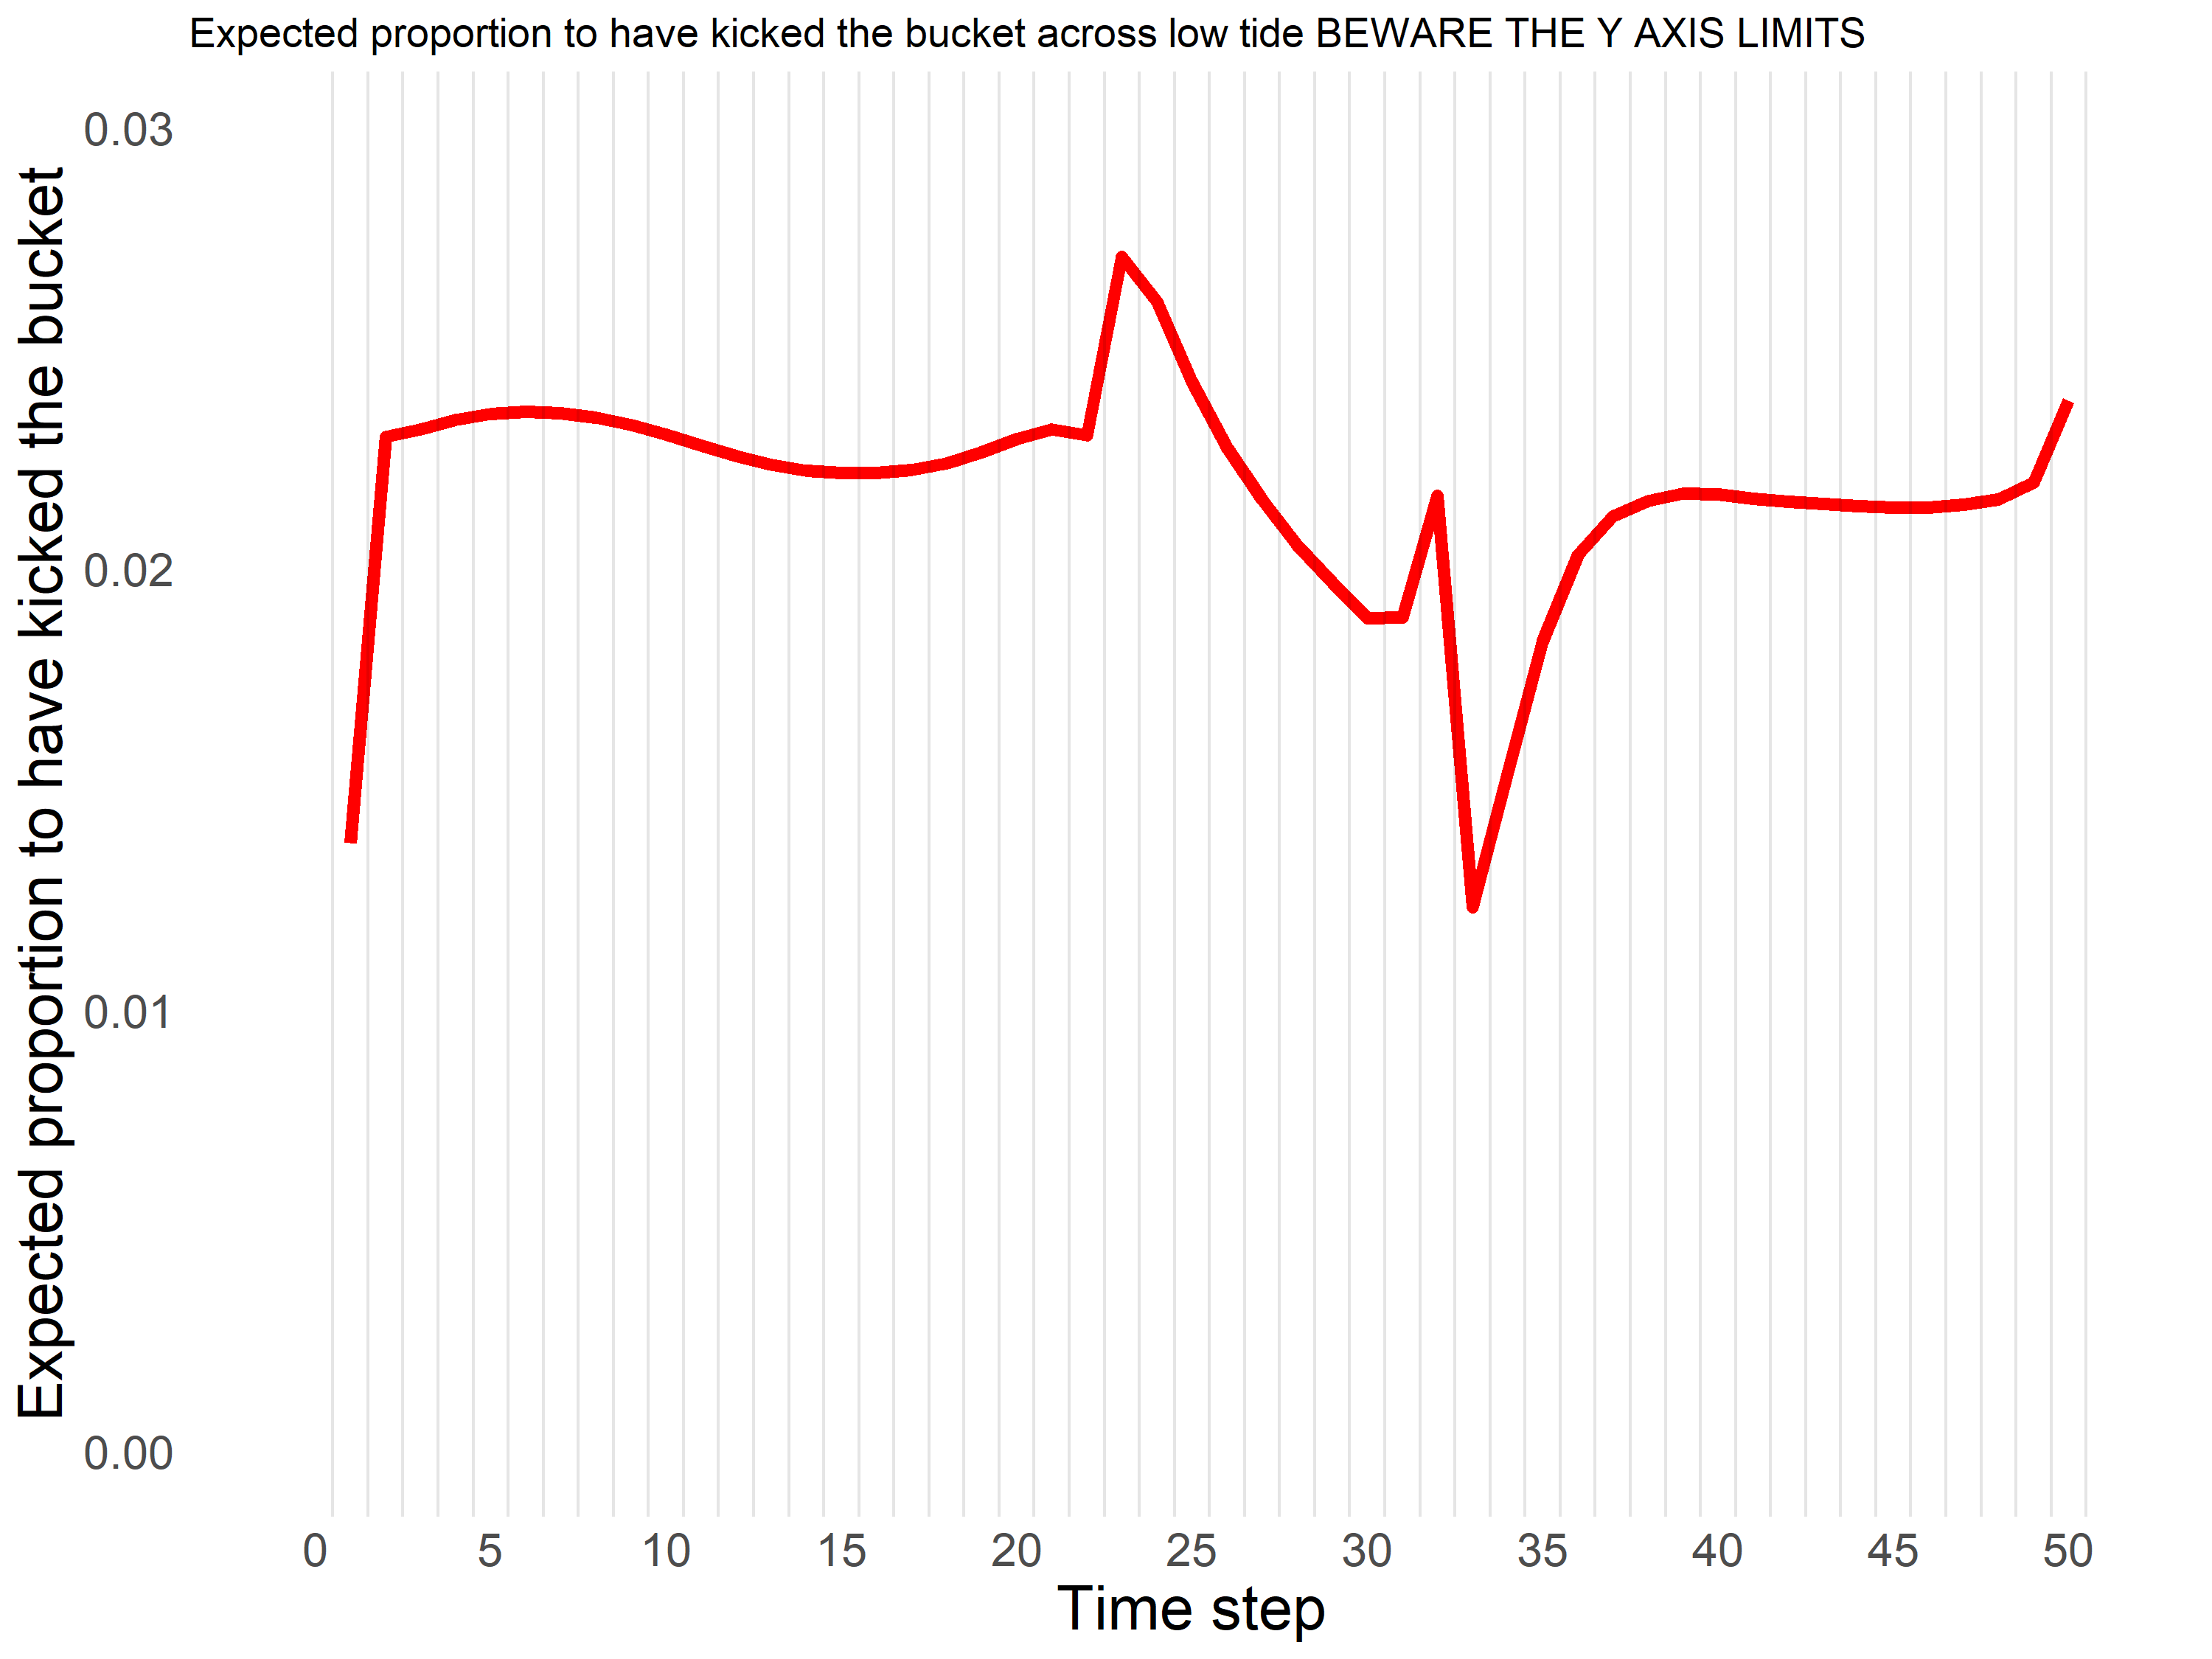 Expected proportion to have kicked the bucket across low tide BEWARE THE Y AXIS LIMITS
Expected proportion to have kicked the bucket
0.03
0.02
0.01
0.00
0 5 10 15 20 25 30 35 40 45 50
Time step